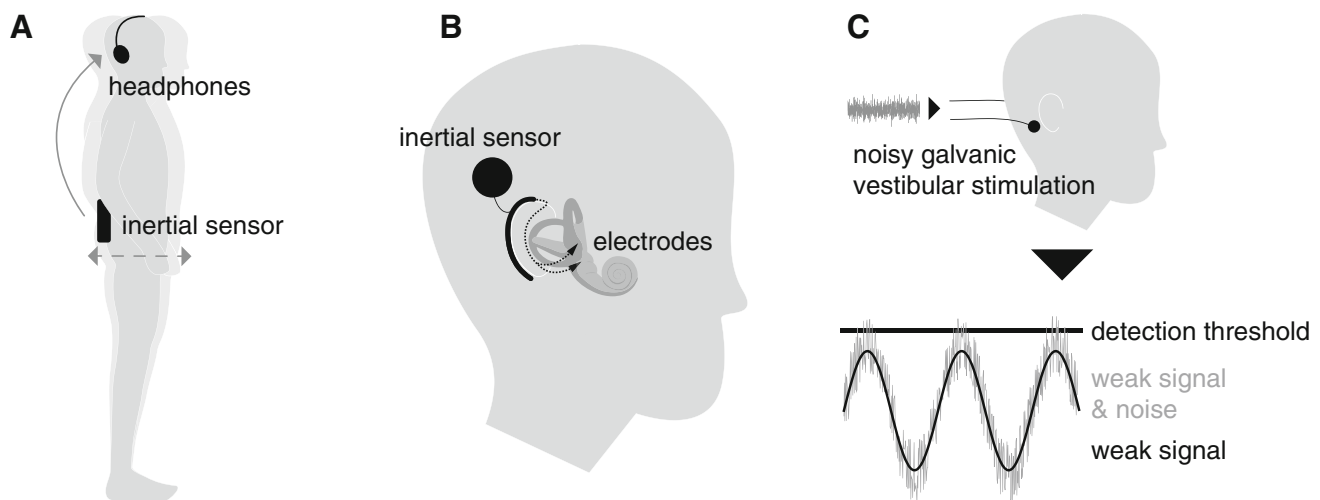 A
headphones
inertial sensor
B
inertial sensor
electrodes
C
noisy galvanic
vestibular stimulation
detection threshold
weak signal
& noise
weak signal